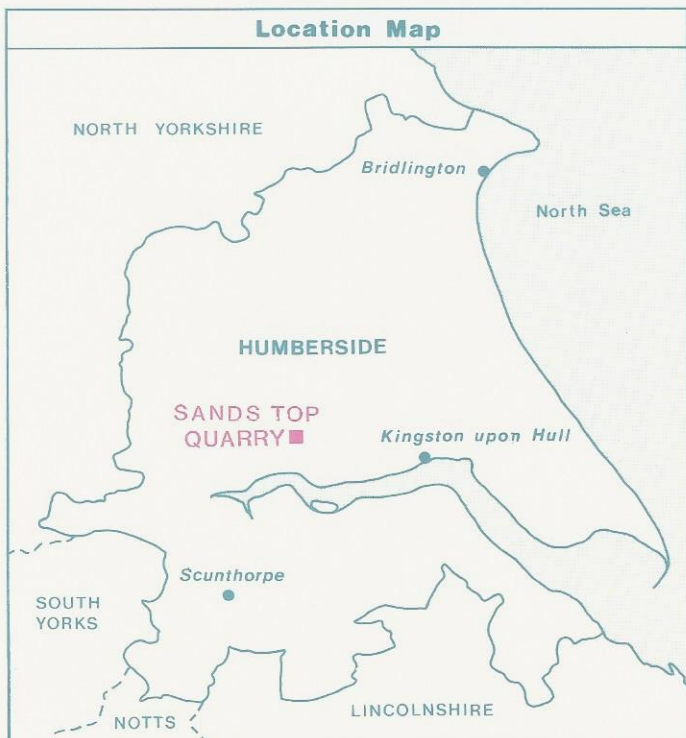 Location Map
NORTH YORKSHIRE
Bridlington
North Sea
HUMBERSIDE
SANDS TOP
QUARRY
Kingston upon Hull
Scunthorpe
SOUTH
YORKS
LINCOLNSHIRE
NOTTS